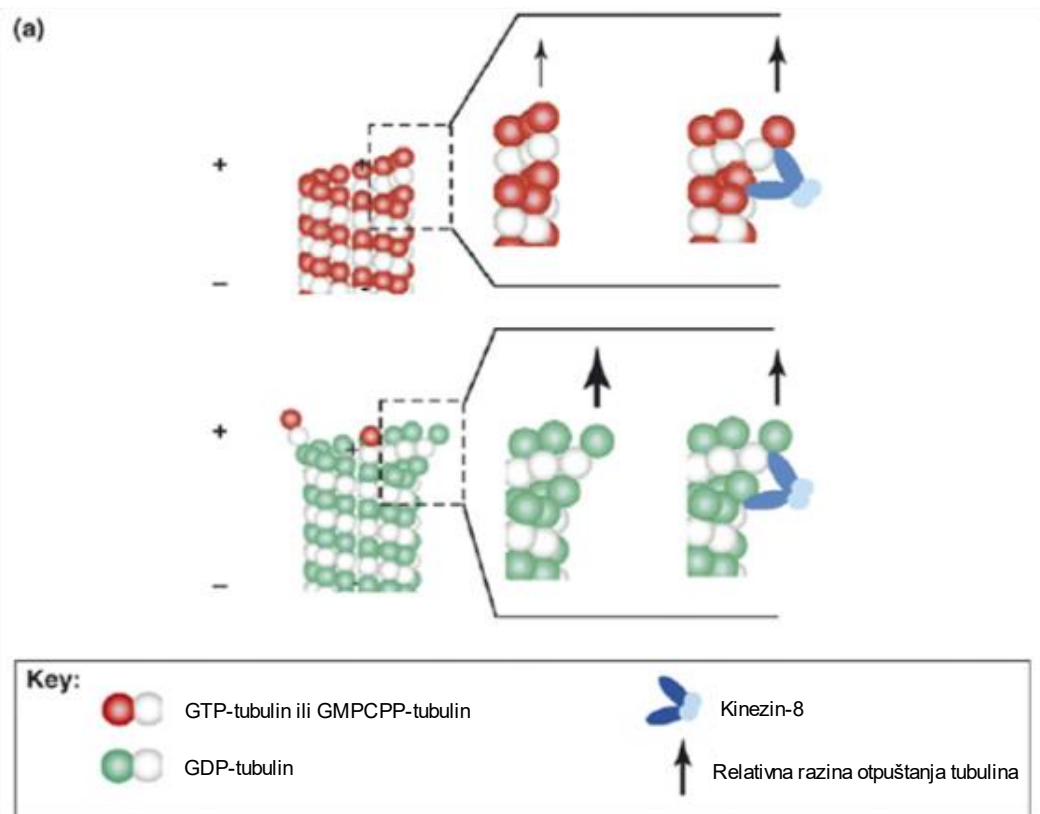 (a)
+
–
+
–
Key:
GTP-tubulin ili GMPCPP-tubulin
Kinezin-8
GDP-tubulin
Relativna razina otpuštanja tubulina